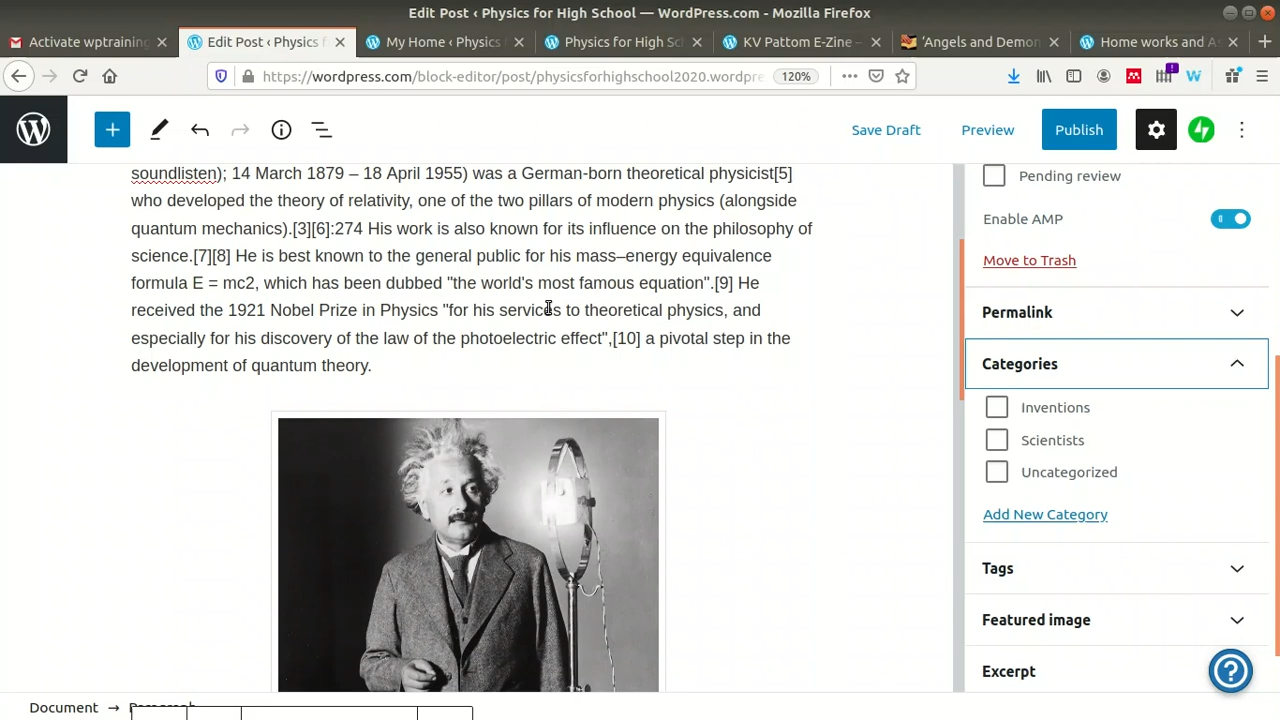 Edit Post ‹ Physics for High School — WordPress.com - Mozilla Firefox
Activate wptraining
Edit Post ‹ Physics f
My Home ‹ Physics
Physics for High Sc
KV Pattom E-Zine –
'Angels and Demon
Home works and A
https://wordpress.com/block-editor/post/physicsforhighschool2020.wordpre
120%
Save Draft
Preview
Publish
soundlisten); 14 March 1879 – 18 April 1955) was a German-born theoretical physicist[5]
who developed the theory of relativity, one of the two pillars of modern physics (alongside
quantum mechanics).[3][6]:274 His work is also known for its influence on the philosophy of
science.[7][8] He is best known to the general public for his mass–energy equivalence
formula E = mc2, which has been dubbed "the world's most famous equation".[9] He
received the 1921 Nobel Prize in Physics "for his services to theoretical physics, and
especially for his discovery of the law of the photoelectric effect",[10] a pivotal step in the
development of quantum theory.
Pending review
Enable AMP
Move to Trash
Permalink
Categories
Inventions
Scientists
Uncategorized
Add New Category
Tags
Featured image
Excerpt
Document → Paragraph